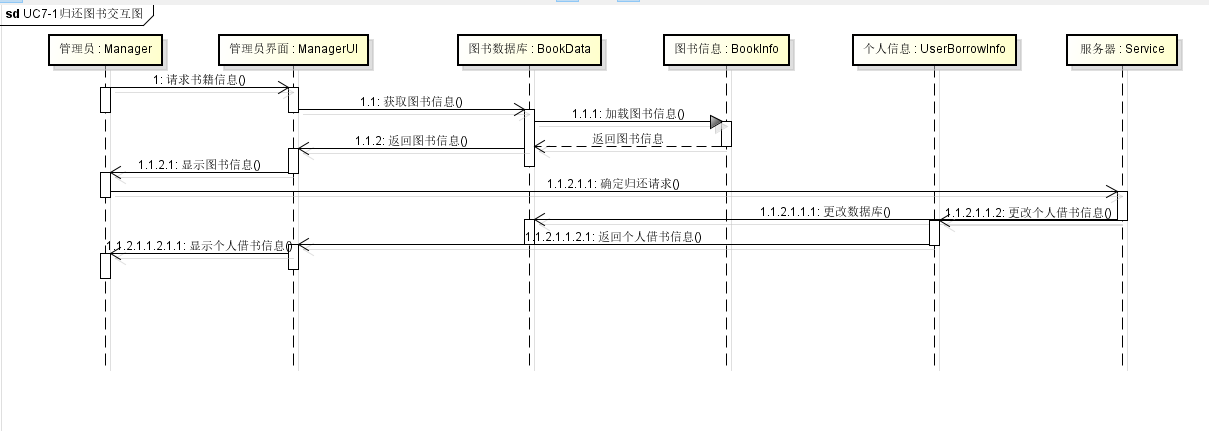 sd UC7-1归还图书交互图
管理员 : Manager
管理员界面 : ManagerUI
图书数据库 : BookData
图书信息 : BookInfo
个人信息 : UserBorrowInfo
服务器 : Service
1: 请求书籍信息()
1.1: 获取图书信息()
1.1.1: 加载图书信息()
返回图书信息
1.1.2: 返回图书信息()
1.1.2.1: 显示图书信息()
1.1.2.1.1: 确定归还请求()
1.1.2.1.1.1: 更改数据库()
1.1.2.1.1.2: 更改个人借书信息()
1.1.2.1.1.2.1: 返回个人借书信息()
1.1.2.1.1.2.1.1: 显示个人借书信息()